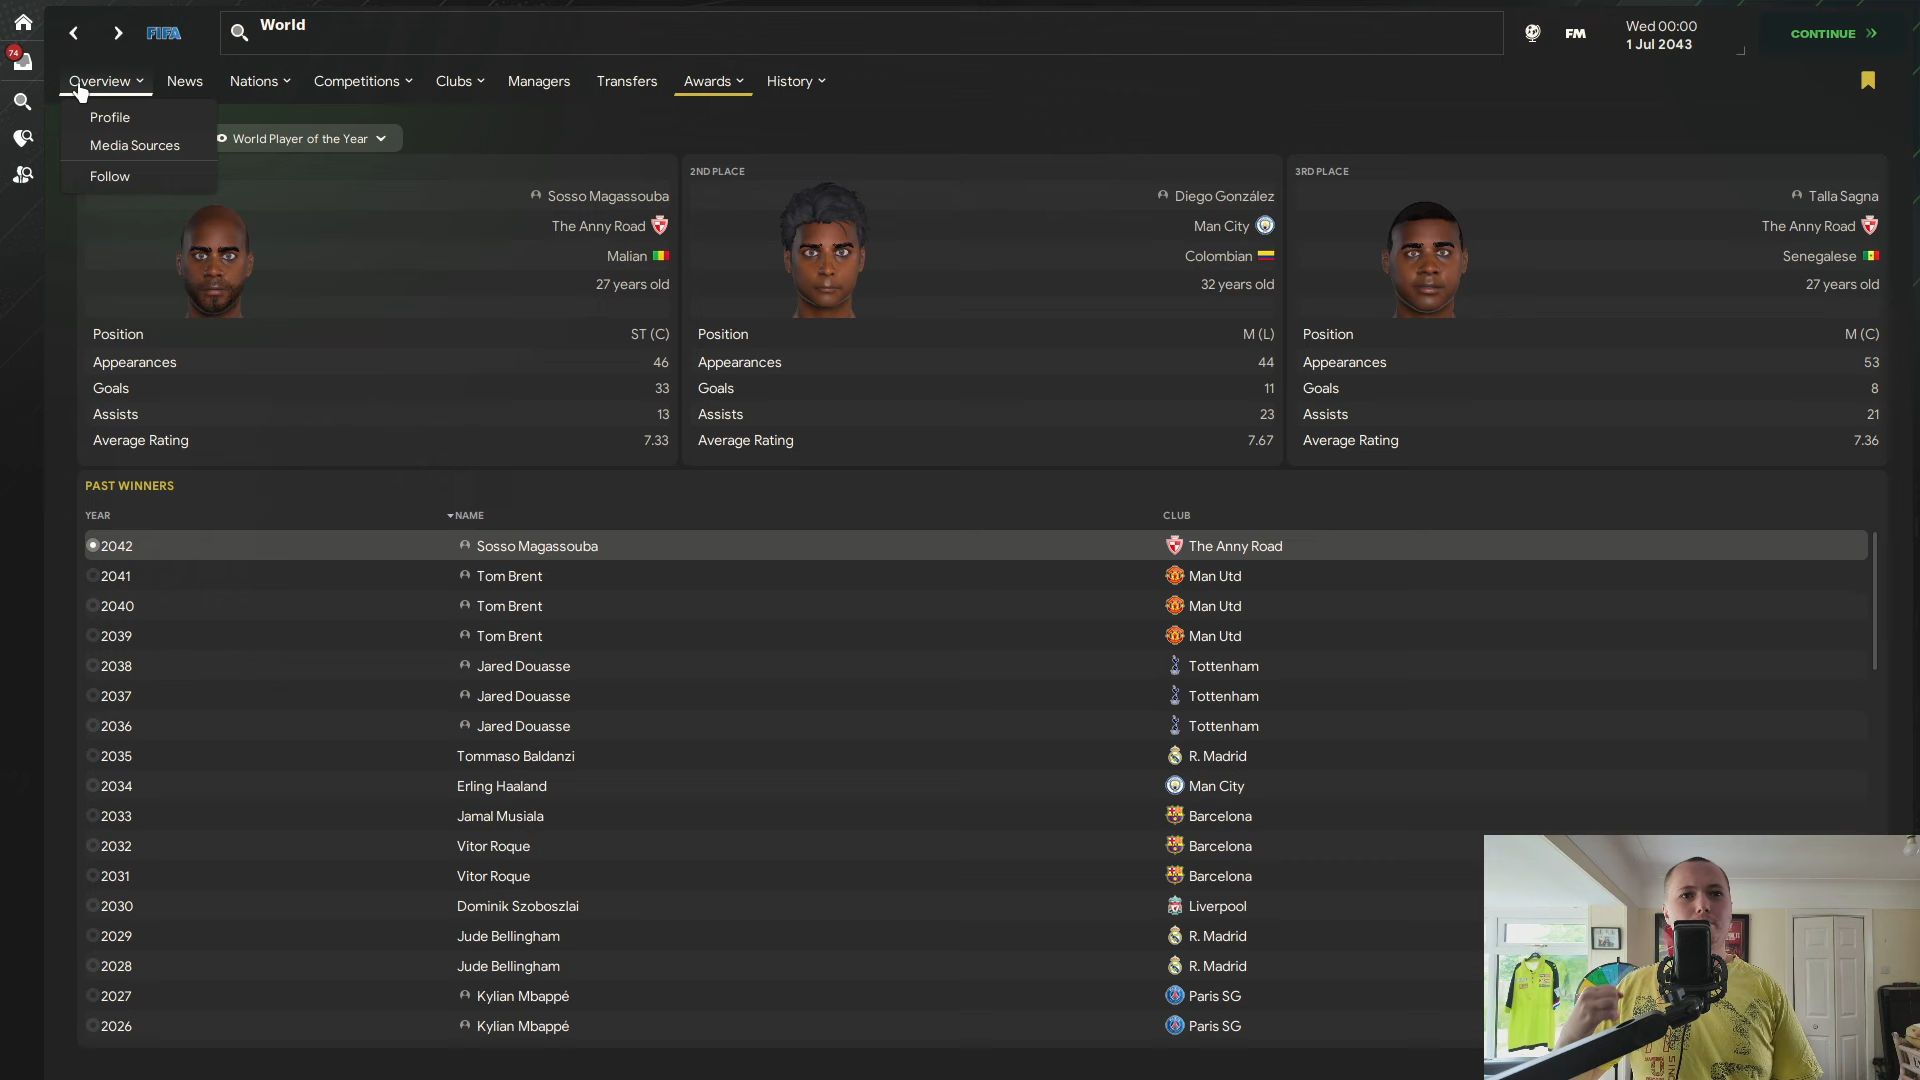 FIFA
World
FM
Wed 00:00
1 Jul 2043
CONTINUE
74
Overview
News
Nations
Competitions
Clubs
Managers
Transfers
Awards
History
Profile
Media Sources
Follow
World Player of the Year
Sosso Magassouba
The Anny Road
Malian
27 years old
Position ST (C)
Appearances 46
Goals 33
Assists 13
Average Rating 7.33
2ND PLACE
Diego González
Man City
Colombian
32 years old
Position M (L)
Appearances 44
Goals 11
Assists 23
Average Rating 7.67
3RD PLACE
Talla Sagna
The Anny Road
Senegalese
27 years old
Position M (C)
Appearances 53
Goals 8
Assists 21
Average Rating 7.36
PAST WINNERS
YEAR NAME CLUB
2042 Sosso Magassouba The Anny Road
2041 Tom Brent Man Utd
2040 Tom Brent Man Utd
2039 Tom Brent Man Utd
2038 Jared Douasse Tottenham
2037 Jared Douasse Tottenham
2036 Jared Douasse Tottenham
2035 Tommaso Baldanzi R. Madrid
2034 Erling Haaland Man City
2033 Jamal Musiala Barcelona
2032 Vitor Roque Barcelona
2031 Vitor Roque Barcelona
2030 Dominik Szoboszlai Liverpool
2029 Jude Bellingham R. Madrid
2028 Jude Bellingham R. Madrid
2027 Kylian Mbappé Paris SG
2026 Kylian Mbappé Paris SG